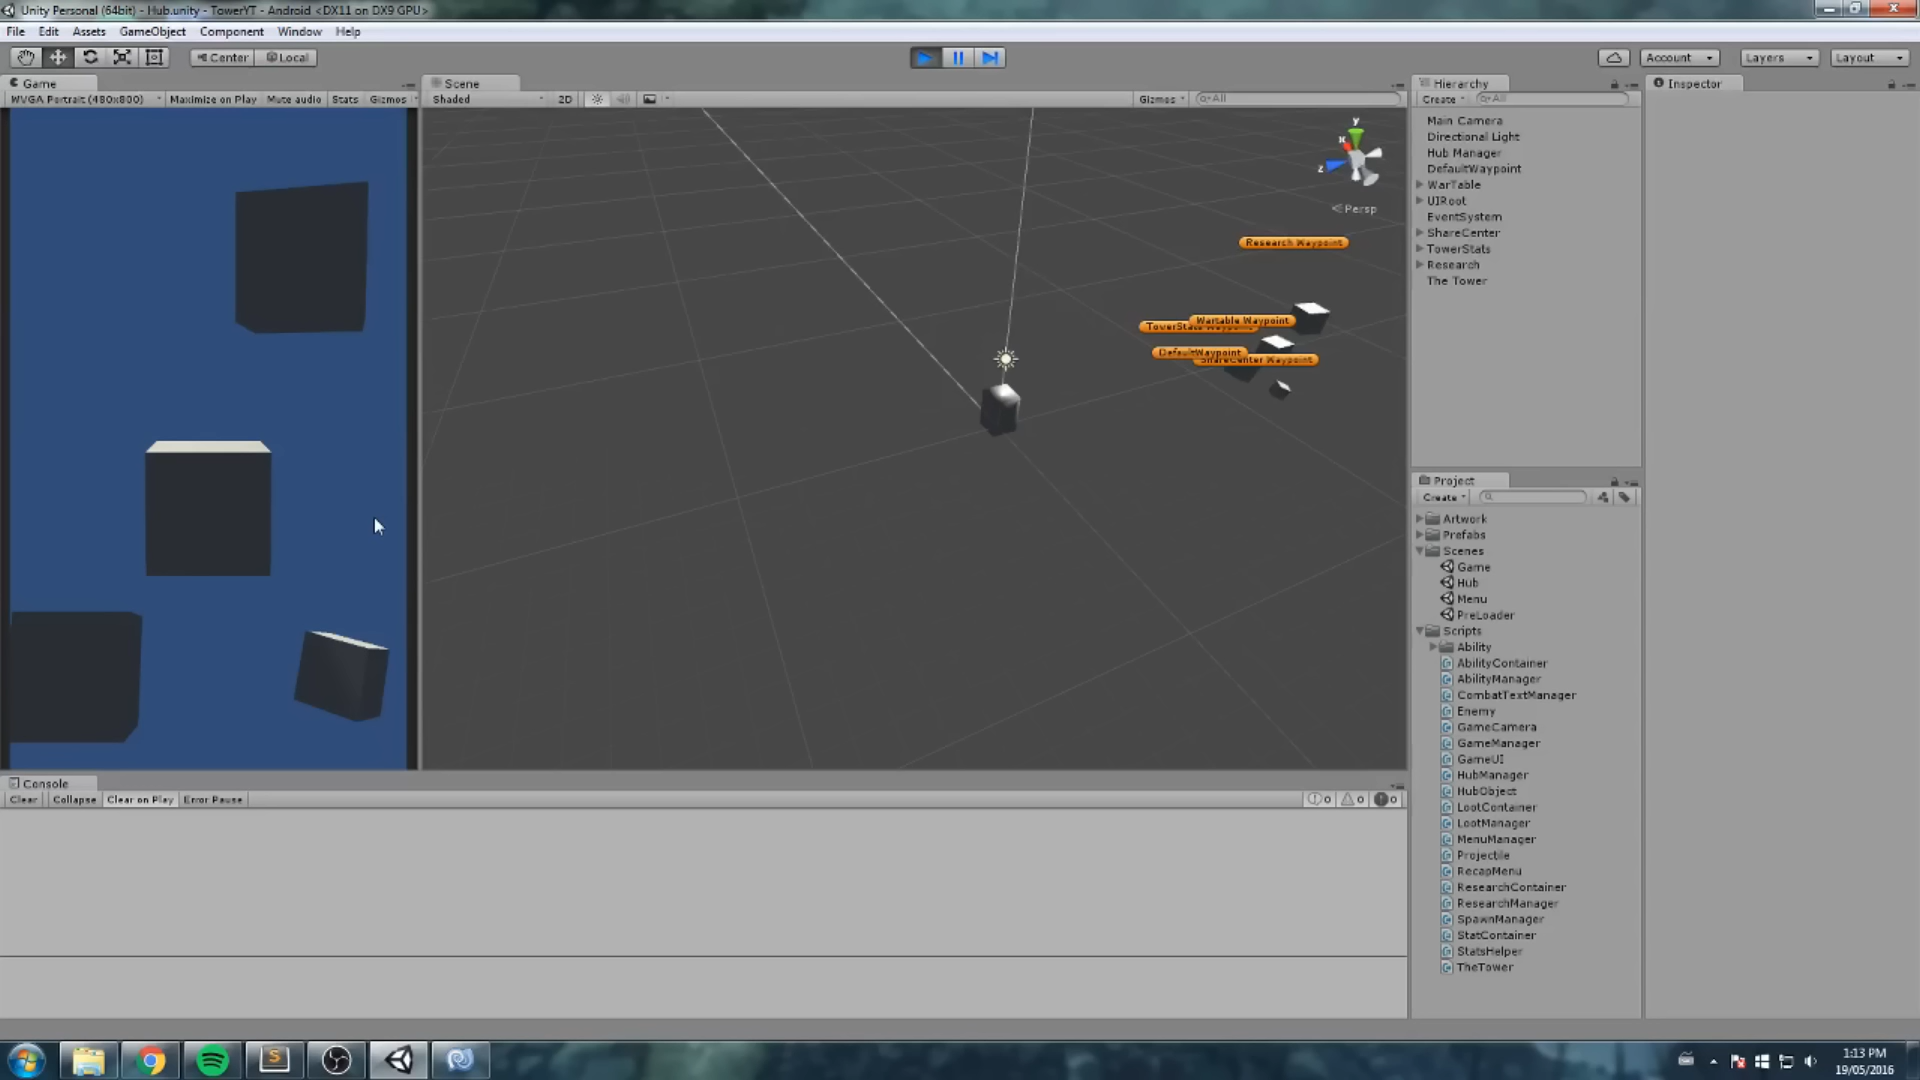 Unity Personal (64bit) - Hub.unity - TowerYT - Android <DX11 on DX9 GPU>
File Edit Assets GameObject Component Window Help
Center Local Account Layers Layout
Game Scene Hierarchy Inspector
WVGA Portrait (480x800) Maximize on Play Mute audio Stats Gizmos Shaded 2D Gizmos All Create All
Main Camera
Directional Light
Hub Manager
DefaultWaypoint
WarTable
UIRoot
EventSystem
ShareCenter
TowerStats
Research
The Tower
y
x
z
Persp
Research Waypoint
Wartable Waypoint
TowerStats Waypoint
DefaultWaypoint
ShareCenter Waypoint
Project
Create
Artwork
Prefabs
Scenes
Game
Hub
Menu
PreLoader
Scripts
Ability
AbilityContainer
AbilityManager
CombatTextManager
Enemy
GameCamera
GameManager
GameUI
HubManager
HubObject
LootContainer
LootManager
MenuManager
Projectile
RecapMenu
ResearchContainer
ResearchManager
SpawnManager
StatContainer
StatsHelper
TheTower
Console
Clear Collapse Clear on Play Error Pause 0 0 0
1:13 PM
19/05/2016